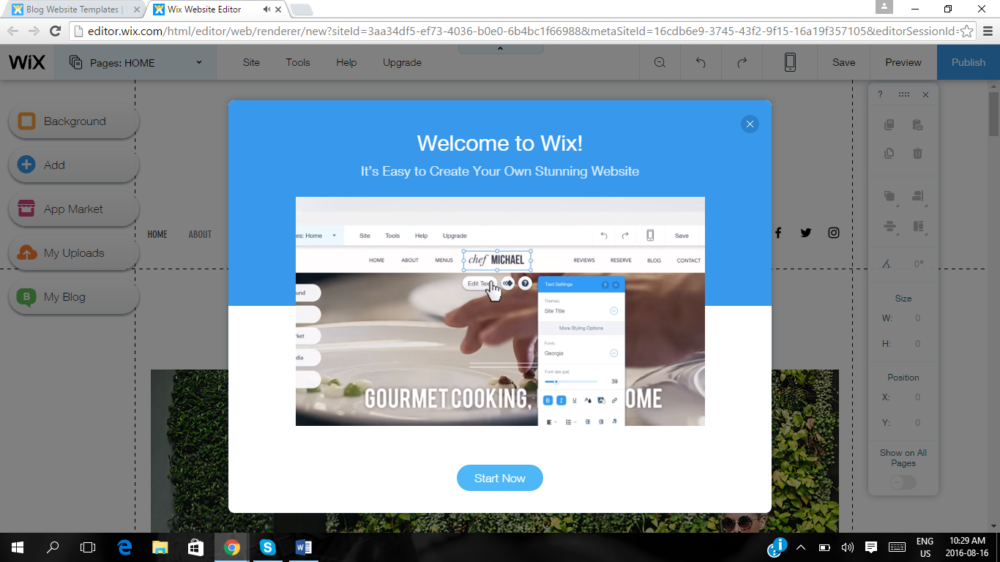 Blog Website Templates |
Wix Website Editor
editor.wix.com/html/editor/web/renderer/new?siteId=3aa34df5-ef73-4036-b0e0-6b4bc1f66988&metaSiteId=16cdb6e9-3745-43f2-9f15-16a19f357105&editorSessionId=
WiX Pages: HOME Site Tools Help Upgrade Save Preview Publish
Background
Add
App Market
My Uploads
My Blog
HOME ABOUT
Welcome to Wix!
It's Easy to Create Your Own Stunning Website
es: Home Site Tools Help Upgrade Save
HOME ABOUT MENUS chef MICHAEL REVIEWS RESERVE BLOG CONTACT
Edit Text
Text Settings
Themes
Site Title
More Styling Options
Fonts
Georgia
Font size (px)
39
B I U
und
rket
dia
GOURMET COOKING, OME
Start Now
?
0°
Size
W: 0
H: 0
Position
X: 0
Y: 0
Show on All
Pages
ENG
US
10:29 AM
2016-08-16